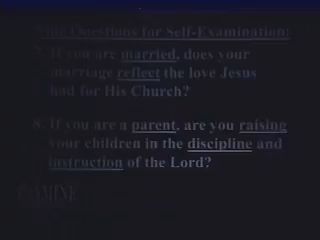 Questions for Self-Examination:
If you are married, does your
marriage reflect the love Jesus
had for His Church?
8. If you are a parent, are you raising
your children in the discipline and
instruction of the Lord?